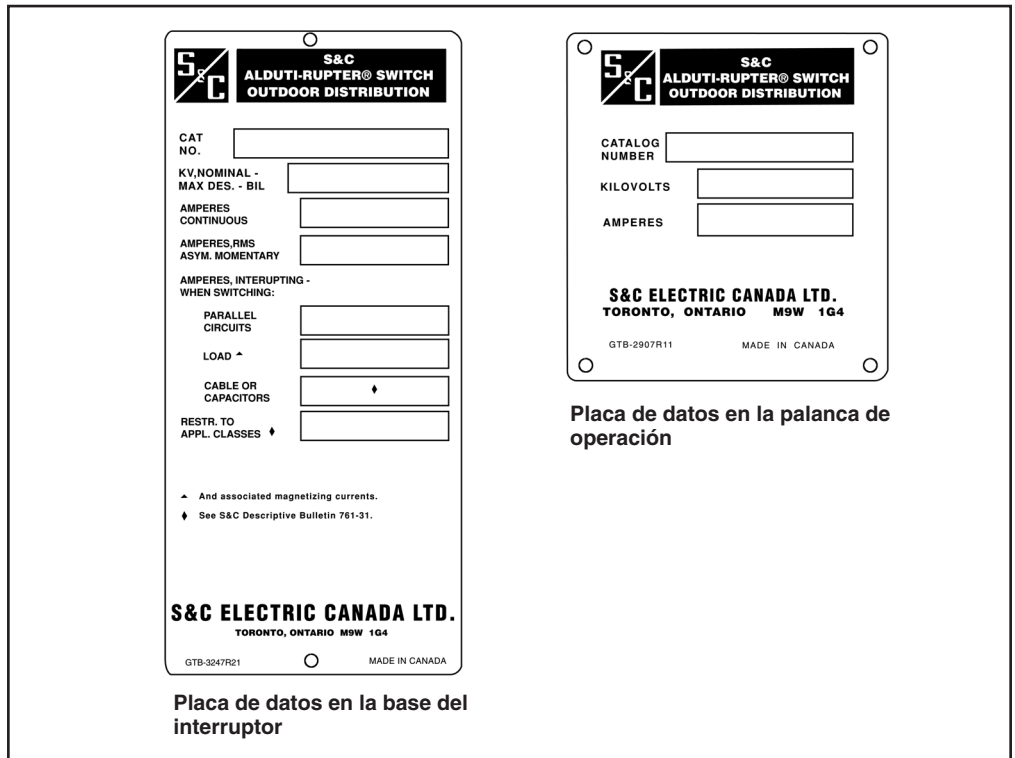 S&C
S&C
ALDUTI-RUPTER® SWITCH
OUTDOOR DISTRIBUTION
CAT
NO.
KV,NOMINAL -
MAX DES. - BIL
AMPERES
CONTINUOUS
AMPERES,RMS
ASYM. MOMENTARY
AMPERES, INTERUPTING -
WHEN SWITCHING:
PARALLEL
CIRCUITS
LOAD
CABLE OR
CAPACITORS
♦
RESTR. TO
APPL. CLASSES ♦
And associated magnetizing currents.
♦ See S&C Descriptive Bulletin 761-31.
S&C ELECTRIC CANADA LTD.
TORONTO, ONTARIO M9W 1G4
GTB-3247R21 MADE IN CANADA
Placa de datos en la base del
interruptor
S&C
S&C
ALDUTI-RUPTER® SWITCH
OUTDOOR DISTRIBUTION
CATALOG
NUMBER
KILOVOLTS
AMPERES
S&C ELECTRIC CANADA LTD.
TORONTO, ONTARIO M9W 1G4
GTB-2907R11 MADE IN CANADA
Placa de datos en la palanca de
operación